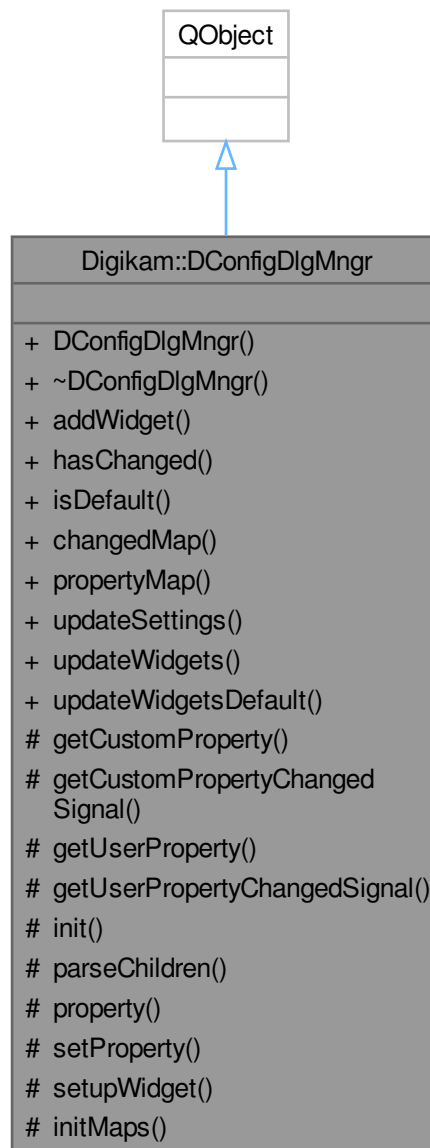 QObject
Digikam::DConfigDlgMngr
+ DConfigDlgMngr()
+ ~DConfigDlgMngr()
+ addWidget()
+ hasChanged()
+ isDefault()
+ changedMap()
+ propertyMap()
+ updateSettings()
+ updateWidgets()
+ updateWidgetsDefault()
# getCustomProperty()
# getCustomPropertyChanged
Signal()
# getUserProperty()
# getUserPropertyChangedSignal()
# init()
# parseChildren()
# property()
# setProperty()
# setupWidget()
# initMaps()